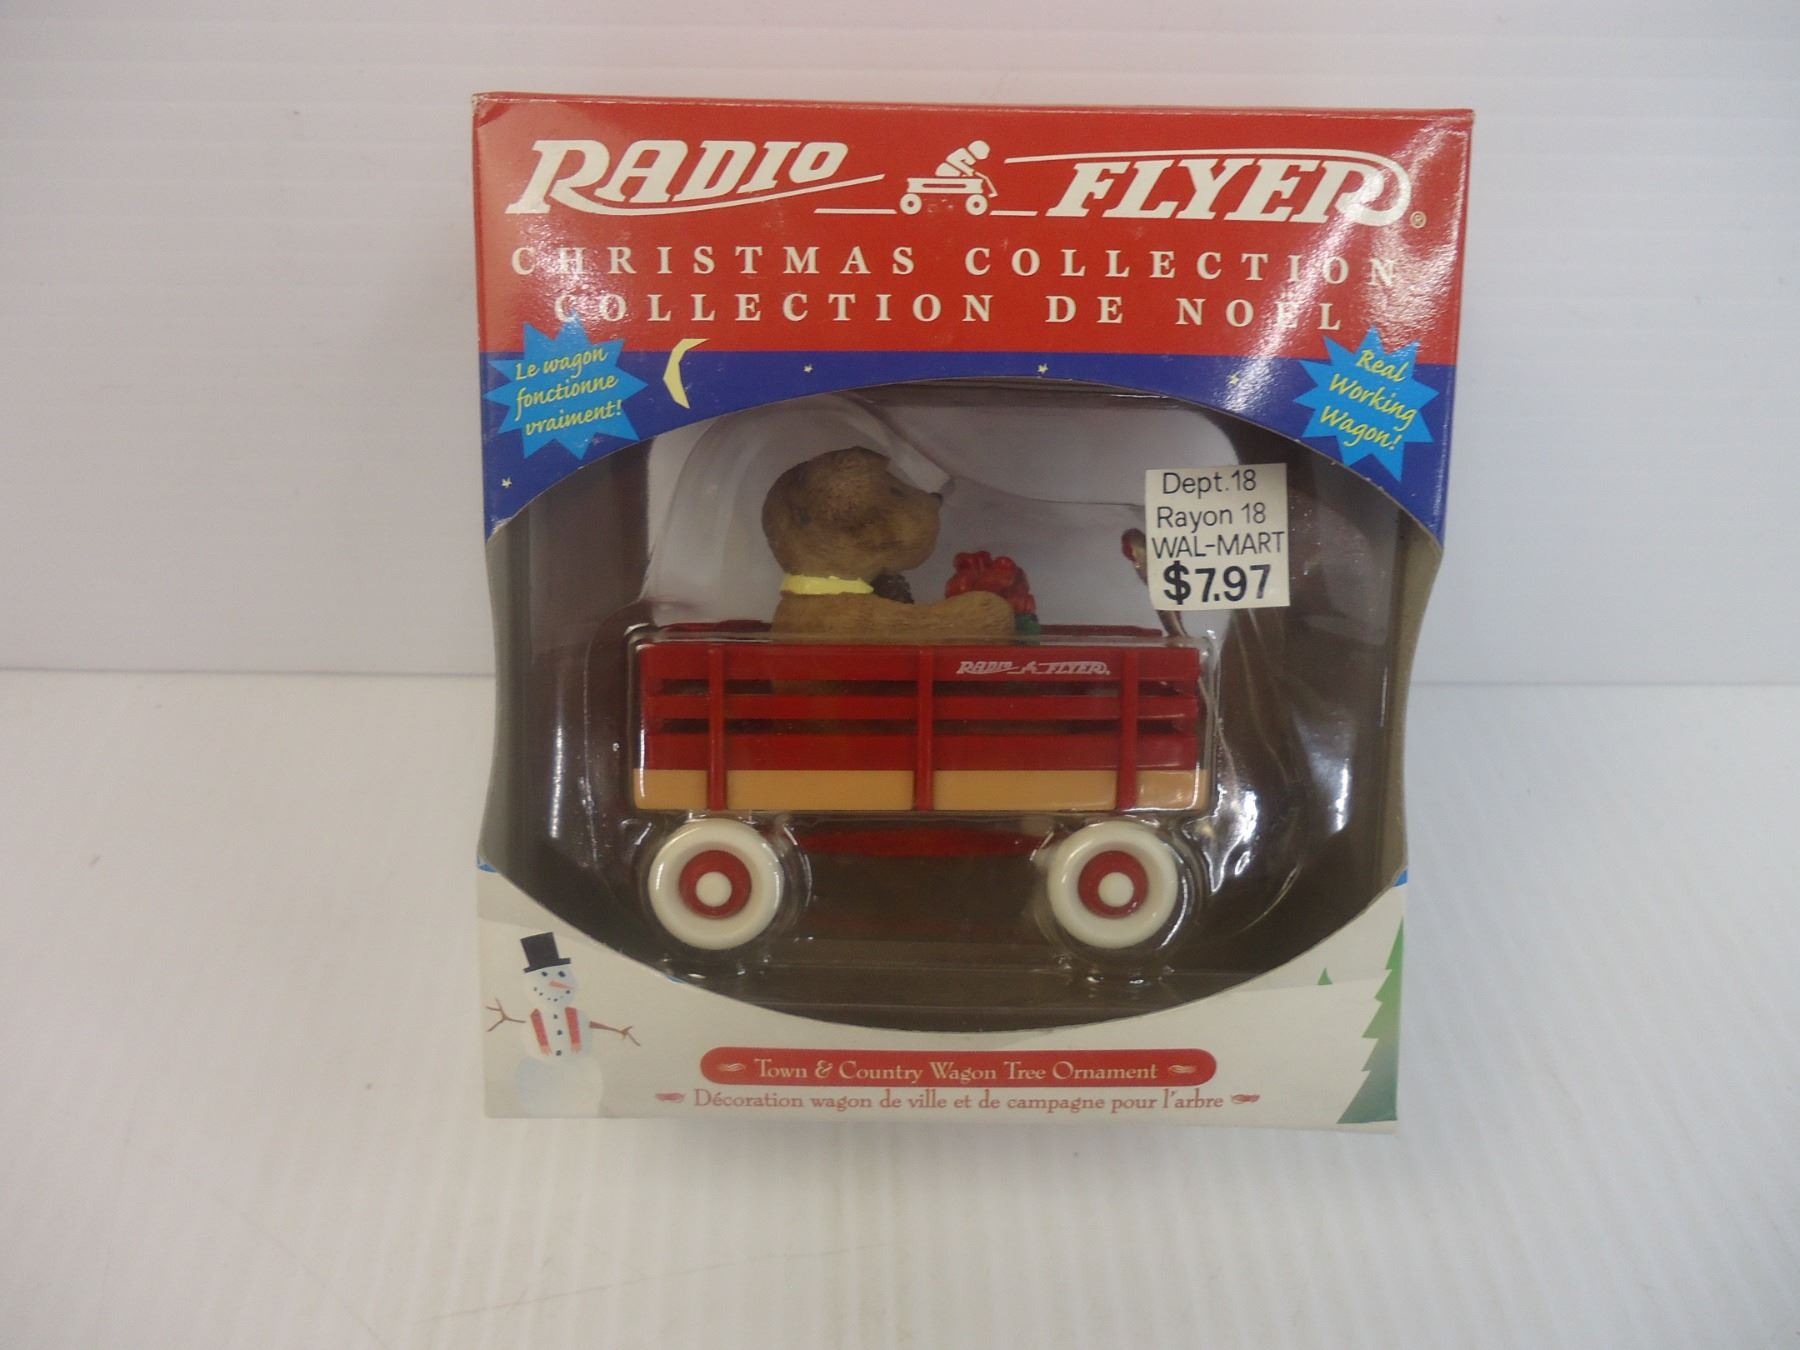 RADIO FLYER®
CHRISTMAS COLLECTION
COLLECTION DE NOËL
Le wagon
fonctionne
vraiment!
Real
Working
Wagon!
Dept.18
Rayon 18
WAL-MART
$7.97
RADIO FLYER®
Town & Country Wagon Tree Ornament
Décoration wagon de ville et de campagne pour l'arbre